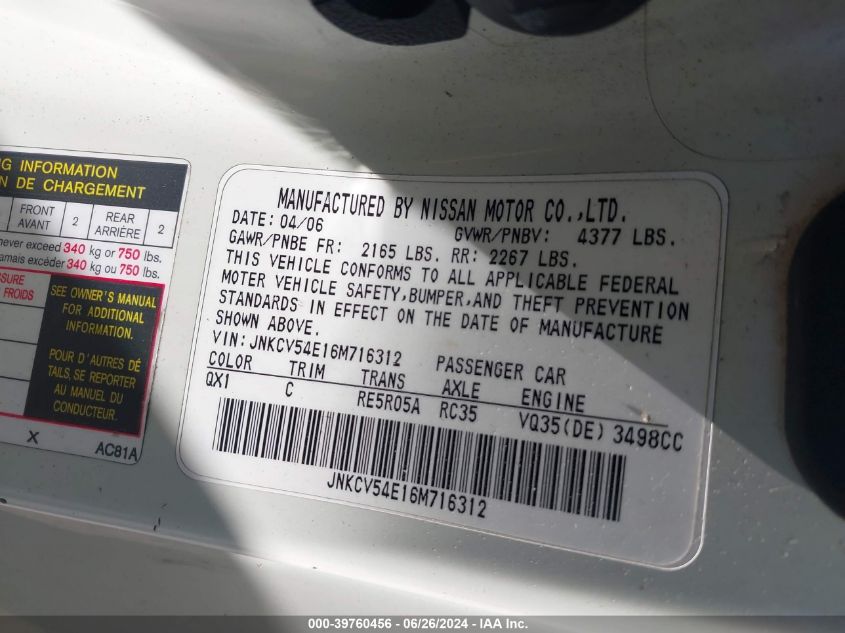 NG INFORMATION
N DE CHARGEMENT
FRONT
AVANT
2
REAR
ARRIÈRE
2
never exceed 340 kg or 750 lbs.
jamais excéder 340 kg ou 750 lbs.
SSURE
FROIDS
SEE OWNER'S MANUAL
FOR ADDITIONAL
INFORMATION.
POUR D'AUTRES DÉ
TAILS, SE REPORTER
AU MANUEL DU
CONDUCTEUR.
X
AC81A
MANUFACTURED BY NISSAN MOTOR CO.,LTD.
DATE: 04/06 GVWR/PNBV: 4377 LBS.
GAWR/PNBE FR: 2165 LBS. RR: 2267 LBS.
THIS VEHICLE CONFORMS TO ALL APPLICABLE FEDERAL
MOTOR VEHICLE SAFETY,BUMPER,AND THEFT PREVENTION
STANDARDS IN EFFECT ON THE DATE OF MANUFACTURE
SHOWN ABOVE.
VIN: JNKCV54E16M716312 PASSENGER CAR
COLOR TRIM TRANS AXLE ENGINE
QX1 C RE5R05A RC35 VQ35(DE) 3498CC
JNKCV54E16M716312
000-39760456 - 06/26/2024 - IAA Inc.